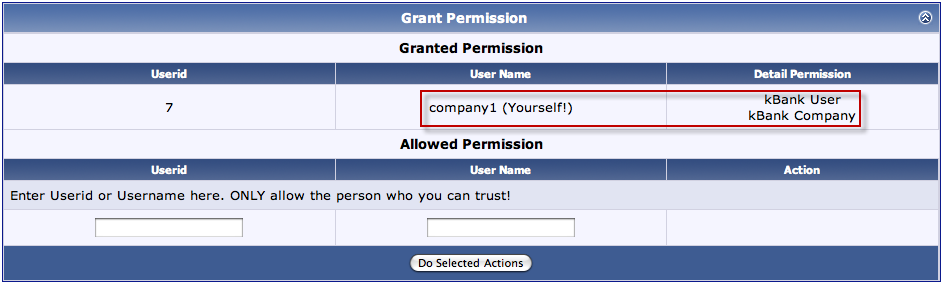 Grant Permission
Granted Permission
Userid User Name Detail Permission
7 company1 (Yourself!) kBank User
kBank Company
Allowed Permission
Userid User Name Action
Enter Userid or Username here. ONLY allow the person who you can trust!
Do Selected Actions